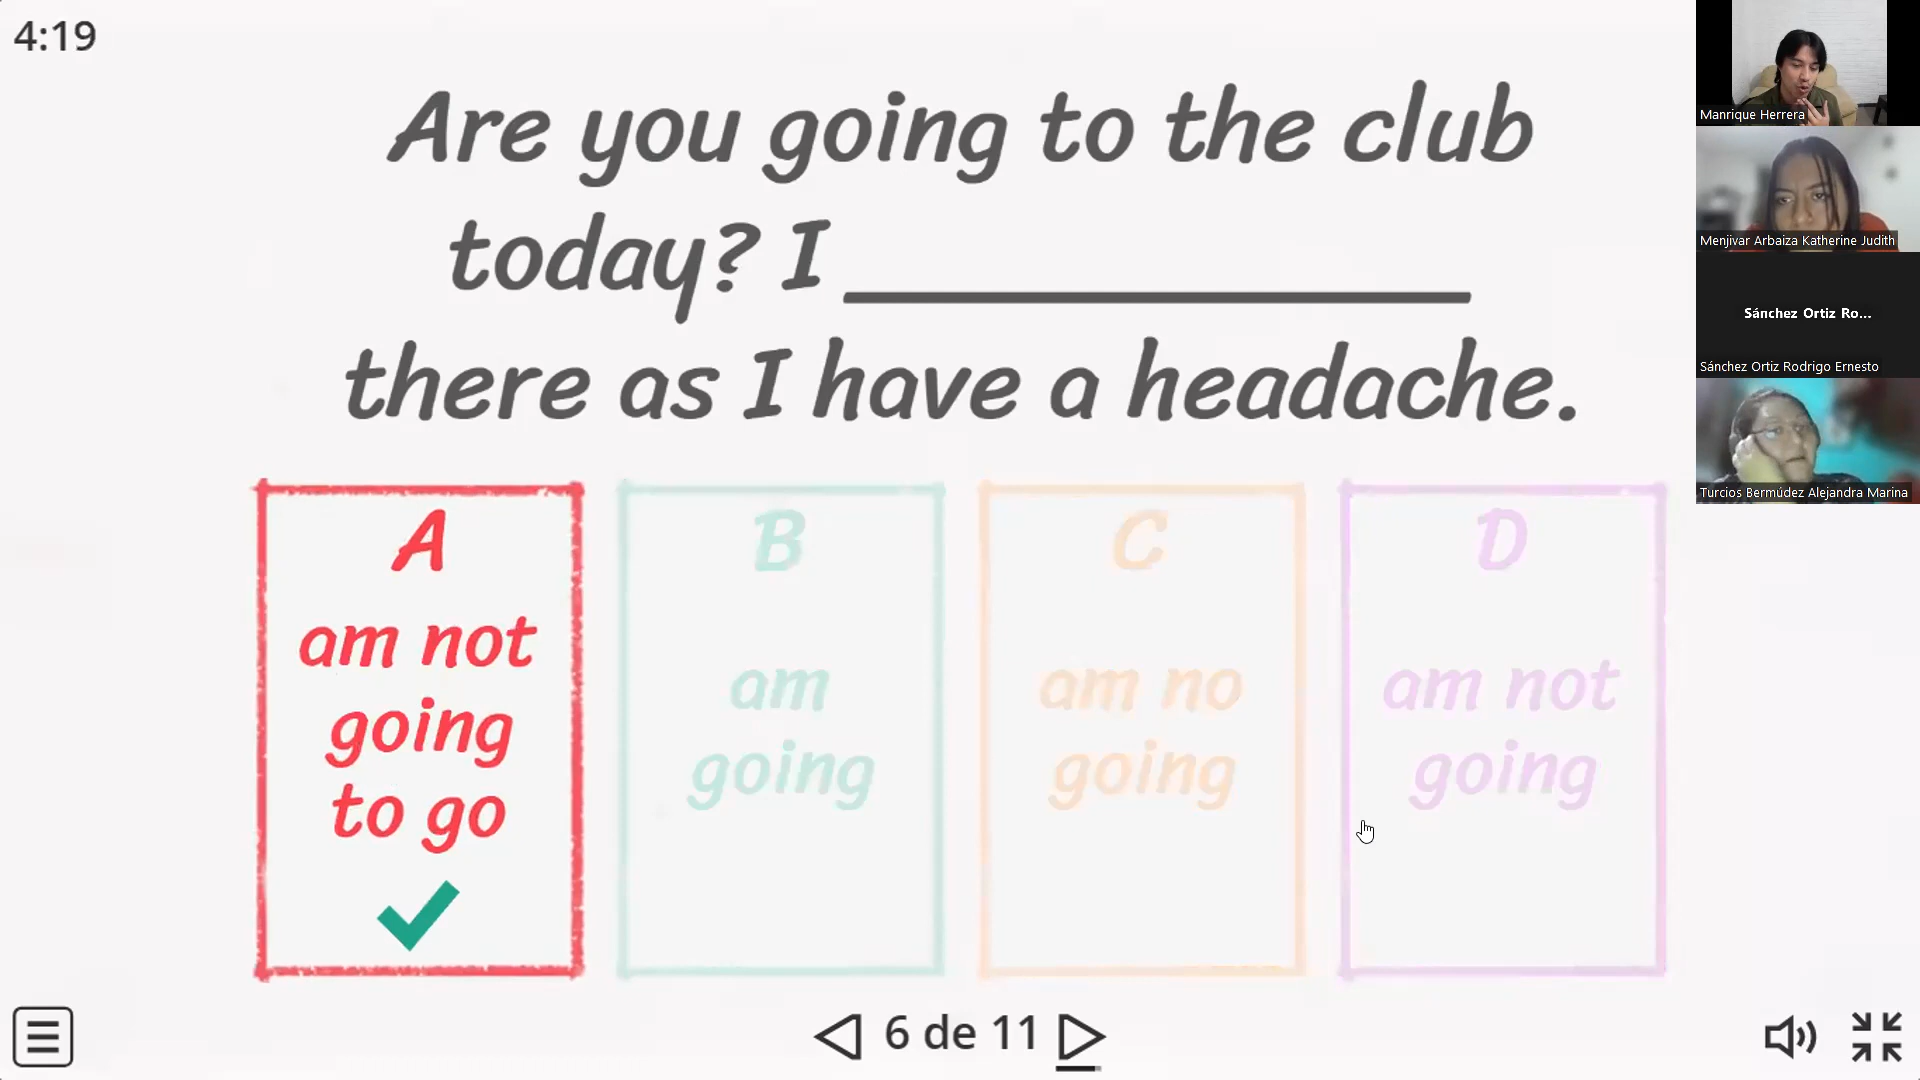 4:19
Are you going to the club
today? I ________________
there as I have a headache.
A
am not
going
to go
B
am
going
C
am no
going
D
am not
going
6 de 11
Manrique Herrera
Menjivar Arbaiza Katherine Judith
Sánchez Ortiz Ro...
Sánchez Ortiz Rodrigo Ernesto
Turcios Bermúdez Alejandra Marina